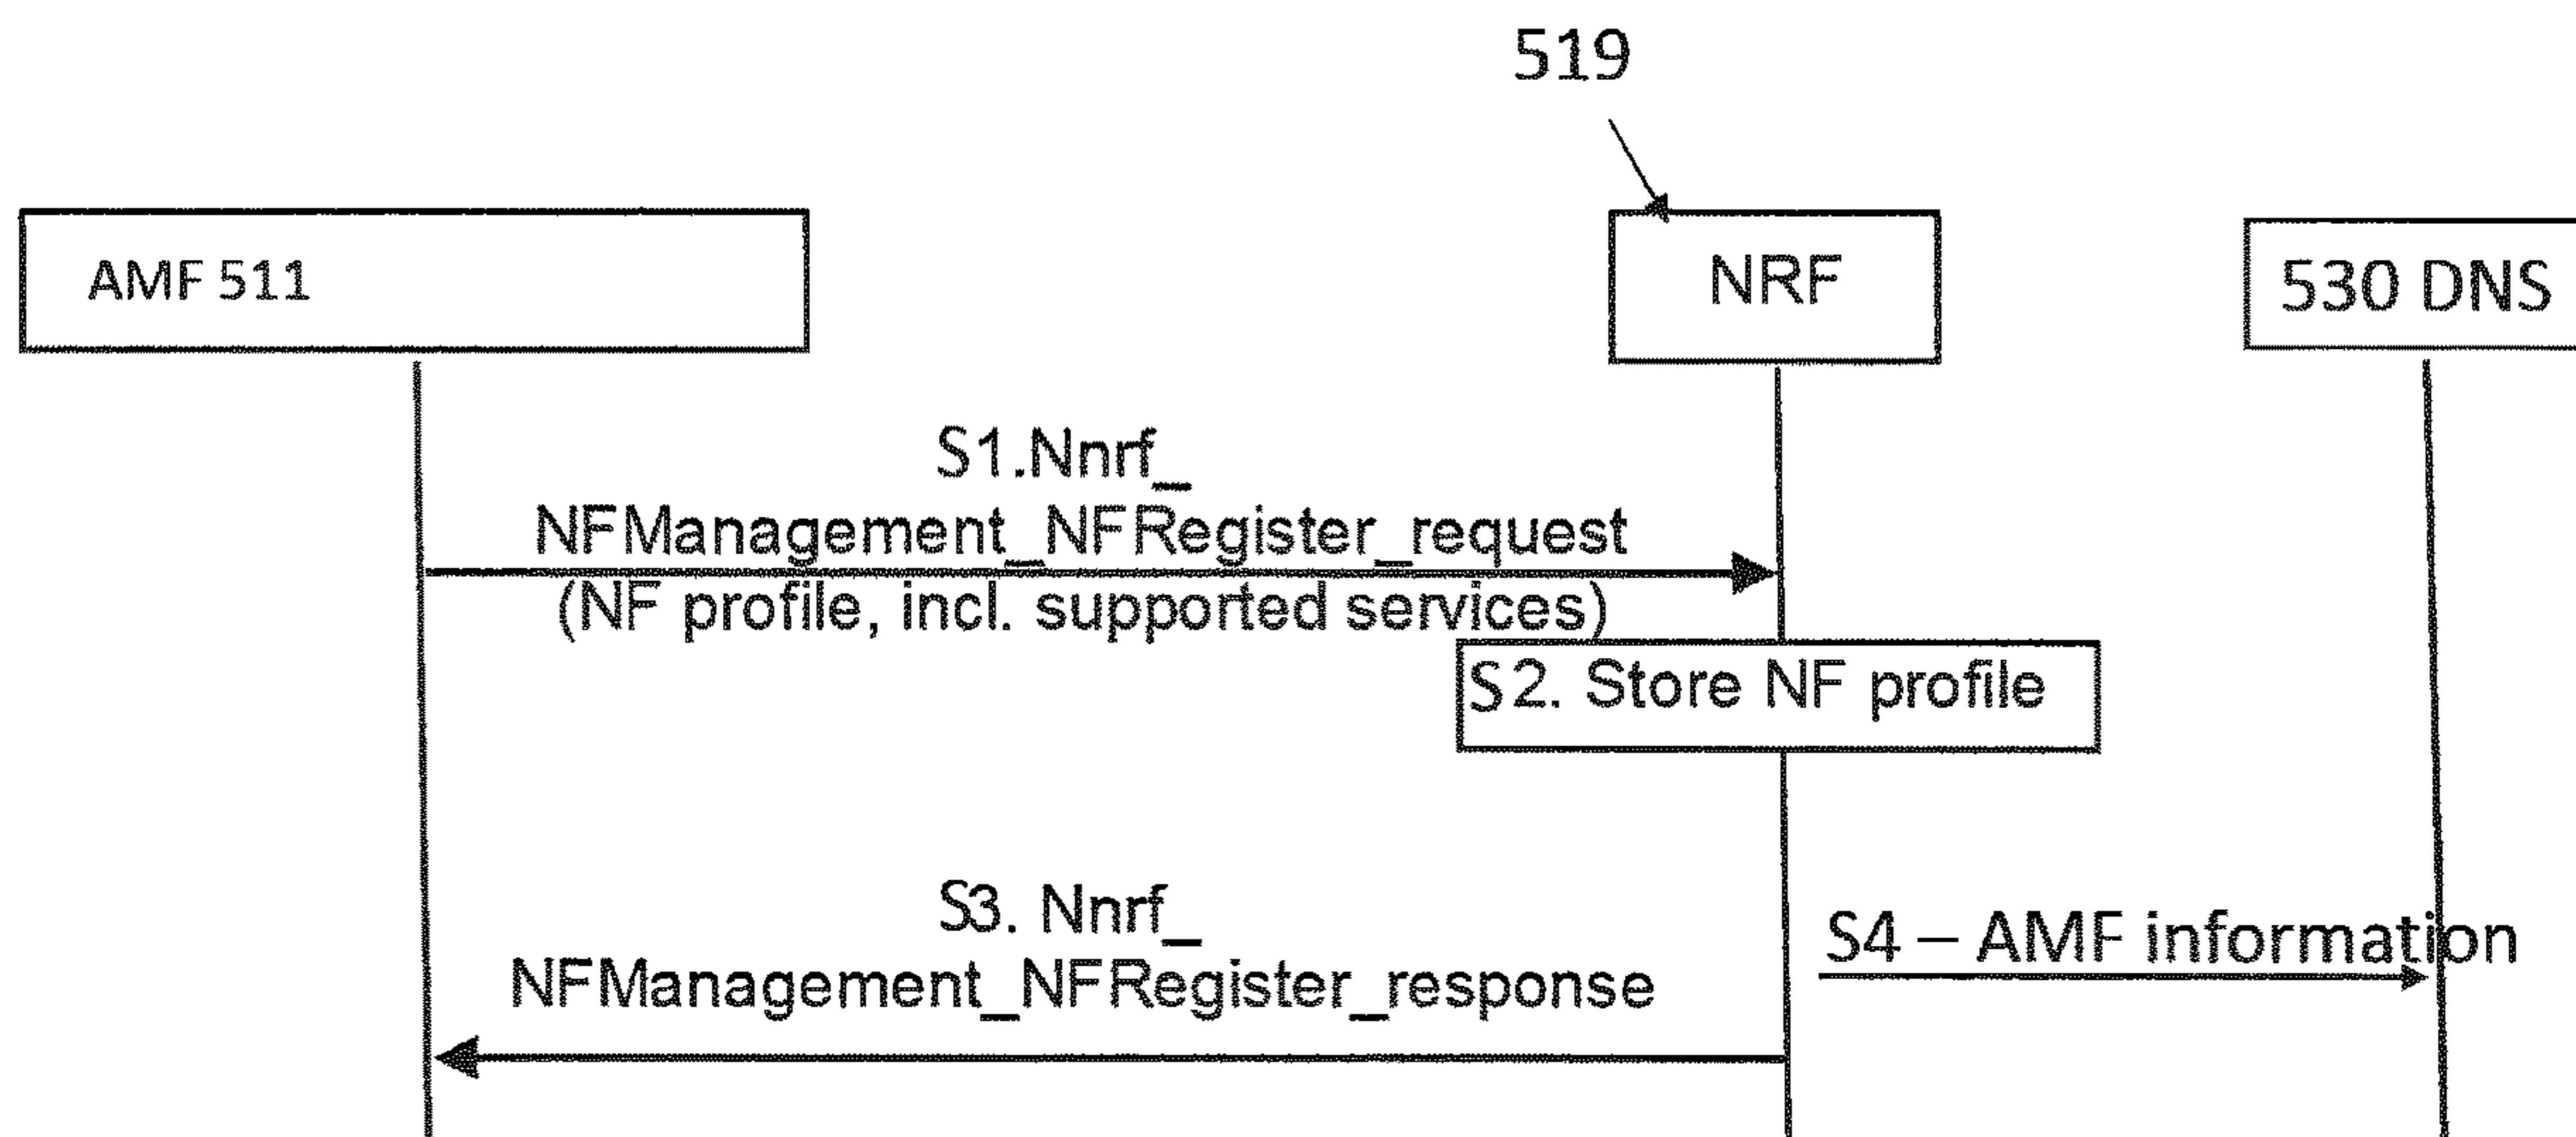 519
AMF 511
NRF
530 DNS
S1.Nnrf_
NFManagement_NFRegister_request
(NF profile, incl. supported services)
S2. Store NF profile
S3. Nnrf_
NFManagement_NFRegister_response
S4 – AMF information